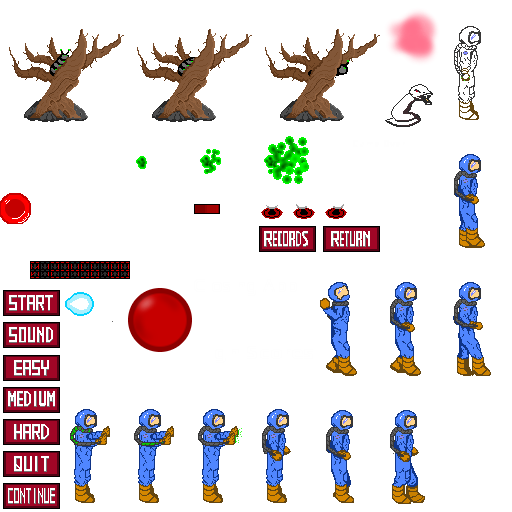 RECORDS RETURN
START
SOUND
EASY
MEDIUM
HARD
QUIT
CONTINUE